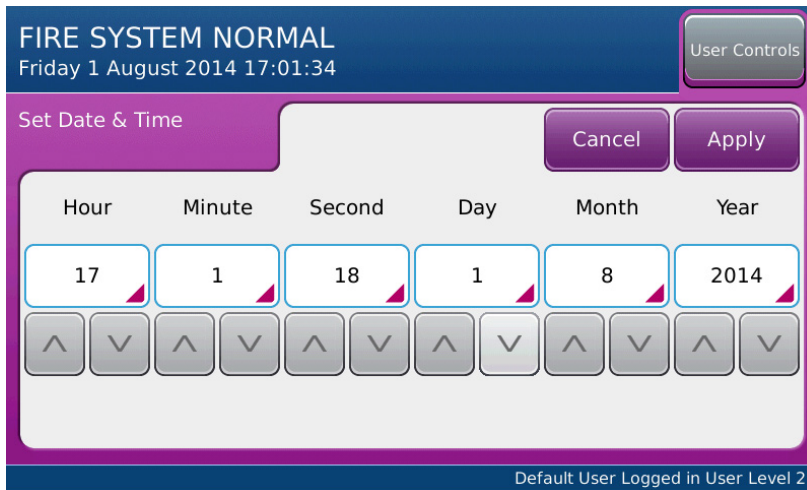 FIRE SYSTEM NORMAL
Friday 1 August 2014 17:01:34
User Controls
Set Date & Time
Cancel Apply
Hour Minute Second Day Month Year
17 1 18 1 8 2014
Default User Logged in User Level 2